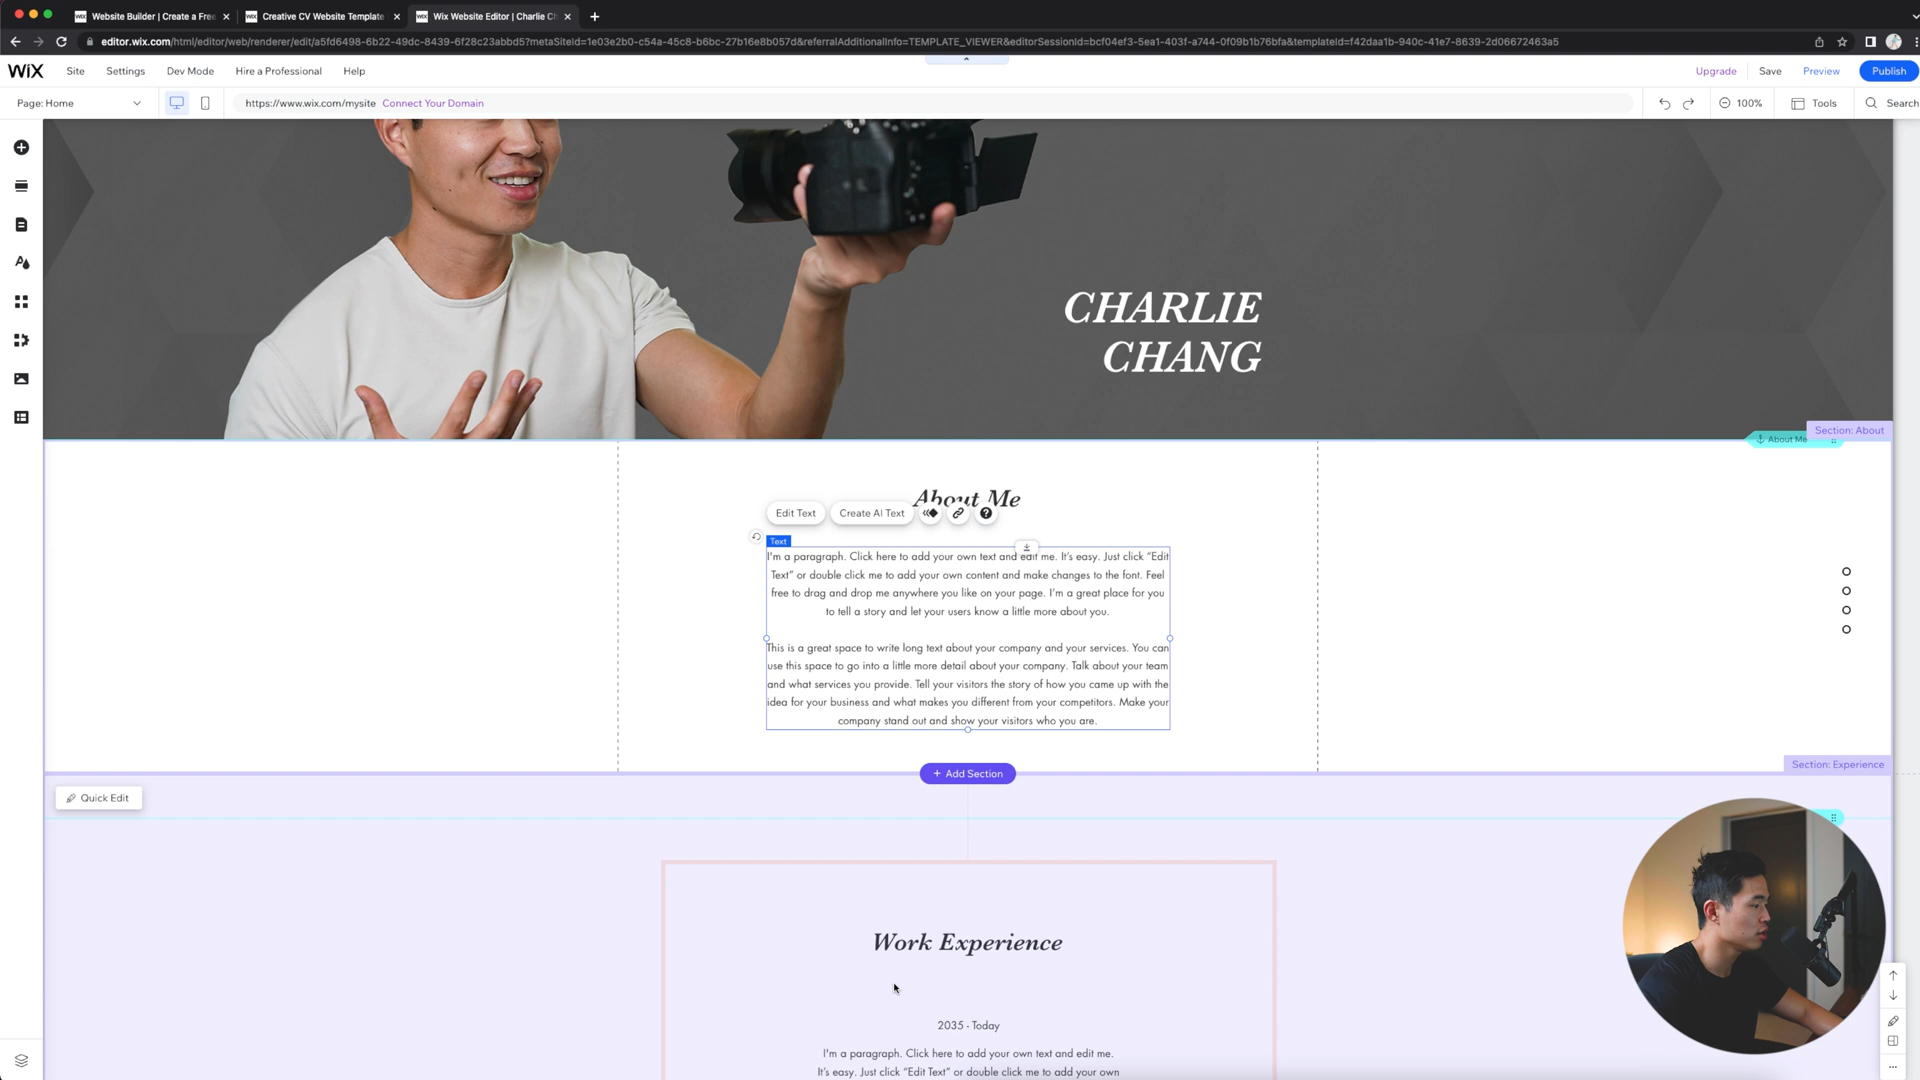 Website Builder | Create a Free
Creative CV Website Template
Wix Website Editor | Charlie Ch
editor.wix.com/html/editor/web/renderer/edit/a5fd6498-6b22-49dc-8439-6f28c23abbd5?metaSiteId=1e03e2b0-c54a-45c8-b6bc-27b16e8b057d&referralAdditionalInfo=TEMPLATE_VIEWER&editorSessionId=bcf04ef3-5ea1-403f-a744-0f09b1b76bfa&templateId=f42daa1b-940c-41e7-8639-2d06672463a5
WiX Site Settings Dev Mode Hire a Professional Help Upgrade Save Preview Publish
Page: Home https://www.wix.com/mysite Connect Your Domain 100% Tools Search
CHARLIE
CHANG
Section: About
About Me
About Me
Edit Text Create AI Text
Text
I'm a paragraph. Click here to add your own text and edit me. It's easy. Just click “Edit
Text” or double click me to add your own content and make changes to the font. Feel
free to drag and drop me anywhere you like on your page. I'm a great place for you
to tell a story and let your users know a little more about you.
This is a great space to write long text about your company and your services. You can
use this space to go into a little more detail about your company. Talk about your team
and what services you provide. Tell your visitors the story of how you came up with the
idea for your business and what makes you different from your competitors. Make your
company stand out and show your visitors who you are.
Section: Experience
+ Add Section
Quick Edit
Work Experience
2035 - Today
I'm a paragraph. Click here to add your own text and edit me.
It's easy. Just click “Edit Text” or double click me to add your own